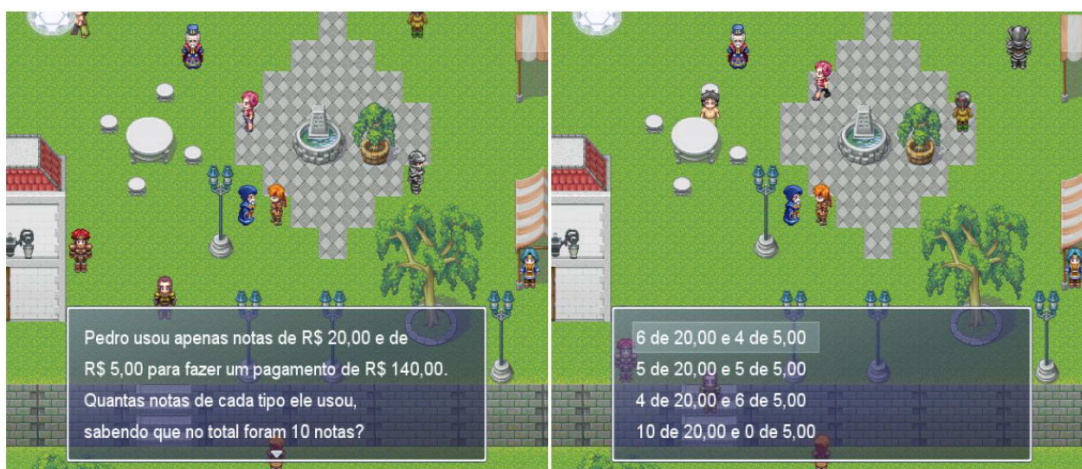 Pedro usou apenas notas de R$ 20,00 e de
R$ 5,00 para fazer um pagamento de R$ 140,00.
Quantas notas de cada tipo ele usou,
sabendo que no total foram 10 notas?
6 de 20,00 e 4 de 5,00
5 de 20,00 e 5 de 5,00
4 de 20,00 e 6 de 5,00
10 de 20,00 e 0 de 5,00